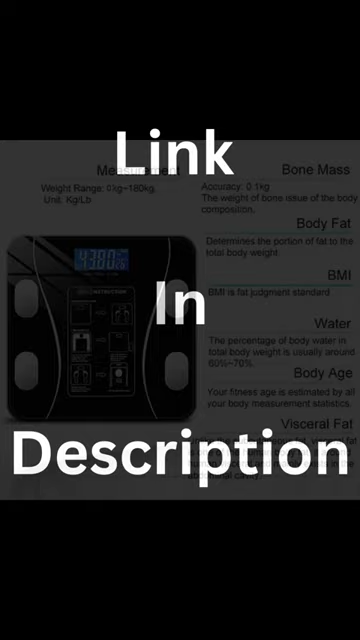 Link
In
Description
Measurement
Weight Range: 0kg~180kg,
Unit: Kg/Lb
Bone Mass
Accuracy: 0.1kg
The weight of bone issue of the body
composition.
Body Fat
Determines the portion of fat to the
total body weight.
BMI
BMI is fat judgment standard
Water
The percentage of body water in
total body weight is usually around
60%~70%.
Body Age
Your fitness age is estimated by all
your body measurement statistics.
Visceral Fat
abdominal cavity.